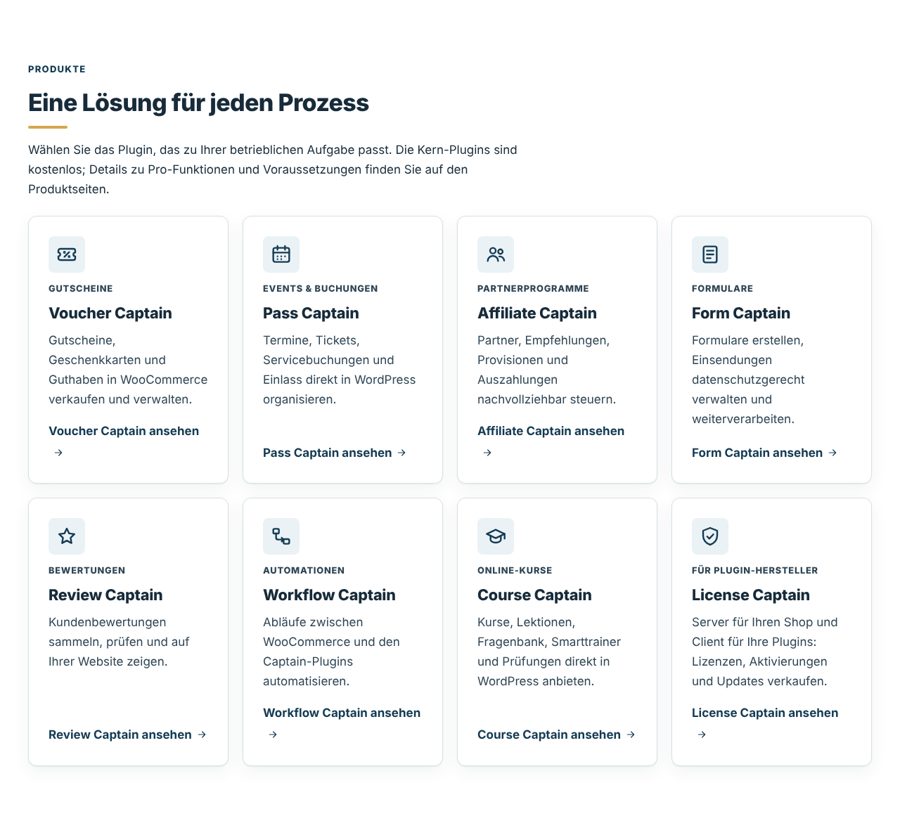 PRODUKTE
Eine Lösung für jeden Prozess
Wählen Sie das Plugin, das zu Ihrer betrieblichen Aufgabe passt. Die Kern-Plugins sind
kostenlos; Details zu Pro-Funktionen und Voraussetzungen finden Sie auf den
Produktseiten.
GUTSCHEINE
Voucher Captain
Gutscheine,
Geschenkkarten und
Guthaben in WooCommerce
verkaufen und verwalten.
Voucher Captain ansehen
→
EVENTS & BUCHUNGEN
Pass Captain
Termine, Tickets,
Servicebuchungen und
Einlass direkt in WordPress
organisieren.
Pass Captain ansehen →
PARTNERPROGRAMME
Affiliate Captain
Partner, Empfehlungen,
Provisionen und
Auszahlungen
nachvollziehbar steuern.
Affiliate Captain ansehen
→
FORMULARE
Form Captain
Formulare erstellen,
Einsendungen
datenschutzgerecht
verwalten und
weiterverarbeiten.
Form Captain ansehen →
BEWERTUNGEN
Review Captain
Kundenbewertungen
sammeln, prüfen und auf
Ihrer Website zeigen.
Review Captain ansehen →
AUTOMATIONEN
Workflow Captain
Abläufe zwischen
WooCommerce und den
Captain-Plugins
automatisieren.
Workflow Captain ansehen
→
ONLINE-KURSE
Course Captain
Kurse, Lektionen,
Fragenbank, Smarttrainer
und Prüfungen direkt in
WordPress anbieten.
Course Captain ansehen →
FÜR PLUGIN-HERSTELLER
License Captain
Server für Ihren Shop und
Client für Ihre Plugins:
Lizenzen, Aktivierungen
und Updates verkaufen.
License Captain ansehen
→